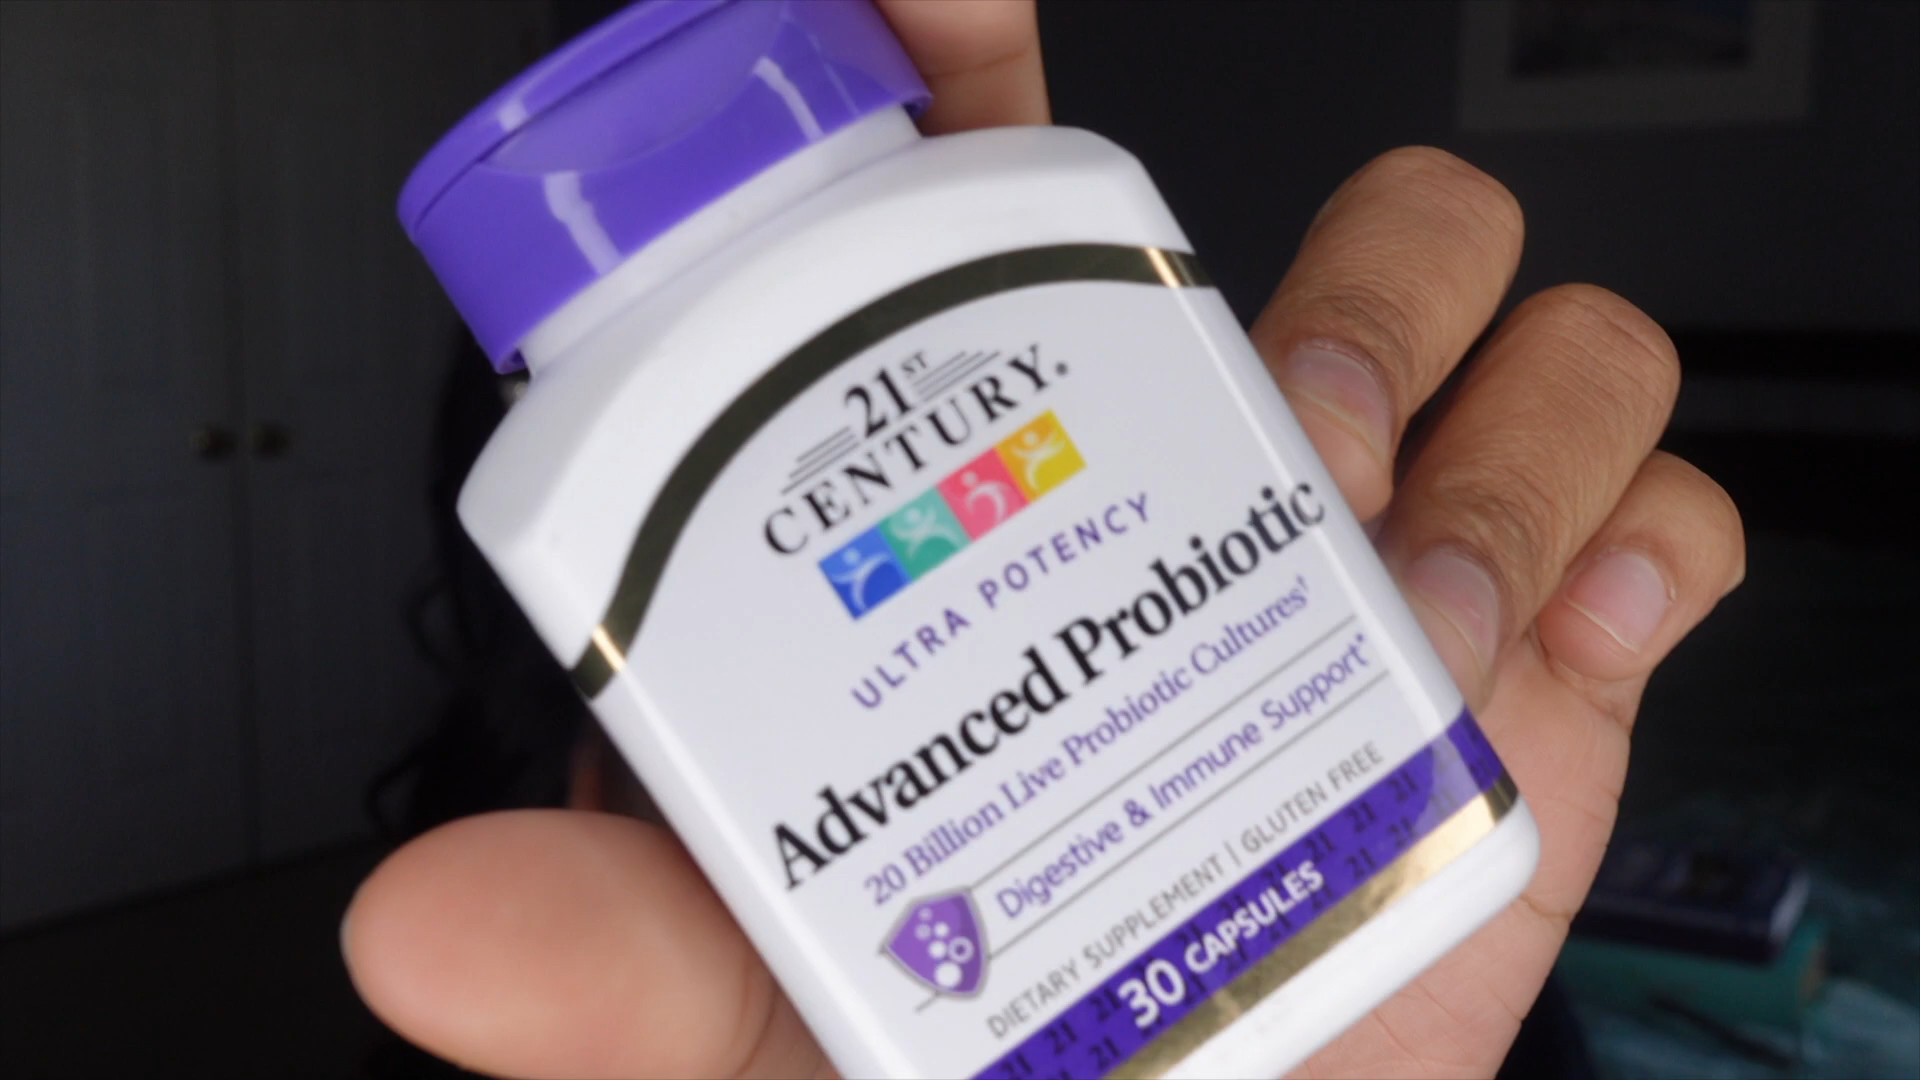 21ST
CENTURY.
ULTRA POTENCY
Advanced Probiotic
20 Billion Live Probiotic Cultures†
Digestive & Immune Support*
DIETARY SUPPLEMENT | GLUTEN FREE
30 CAPSULES